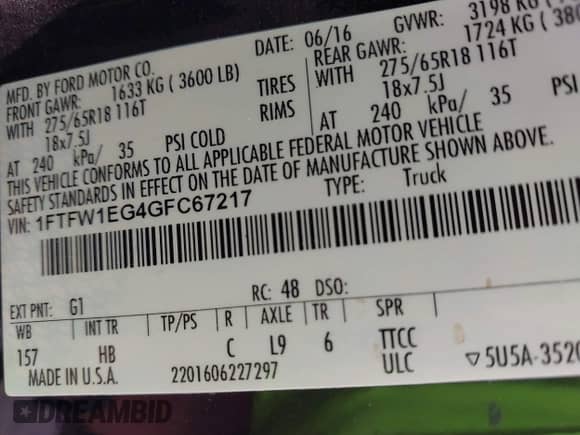 DATE: 06/16 GVWR: 3198 KG
MFD. BY FORD MOTOR CO.
FRONT GAWR: 1633 KG ( 3600 LB) REAR GAWR: 1724 KG
WITH 275/65R18 116T TIRES WITH 275/65R18 116T
18x7.5J RIMS 18x7.5J
AT 240 kPa/ 35 PSI COLD AT 240 kPa/ 35 PSI
THIS VEHICLE CONFORMS TO ALL APPLICABLE FEDERAL MOTOR VEHICLE
SAFETY STANDARDS IN EFFECT ON THE DATE OF MANUFACTURE SHOWN ABOVE.
VIN: 1FTFW1EG4GFC67217 TYPE: Truck
EXT PNT: G1 RC: 48 DSO:
WB INT TR TP/PS R AXLE TR SPR
157 HB C L9 6 TTCC
ULC
MADE IN U.S.A. 2201606227297 ▽5U5A-3520
DREAMBID